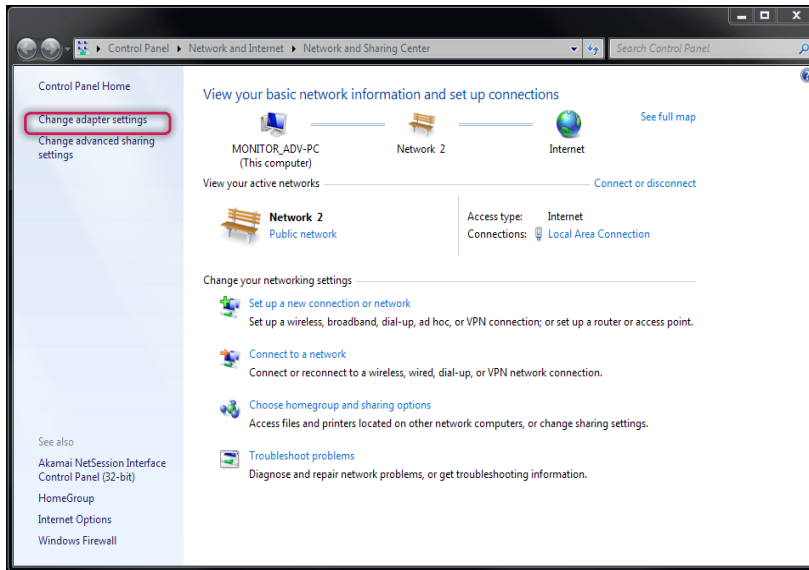 Control Panel ▸ Network and Internet ▸ Network and Sharing Center
Search Control Panel
Control Panel Home
Change adapter settings
Change advanced sharing
settings
View your basic network information and set up connections
See full map
MONITOR_ADV-PC
(This computer)
Network 2
Internet
View your active networks
Connect or disconnect
Network 2
Public network
Access type: Internet
Connections: Local Area Connection
Change your networking settings
Set up a new connection or network
Set up a wireless, broadband, dial-up, ad hoc, or VPN connection; or set up a router or access point.
Connect to a network
Connect or reconnect to a wireless, wired, dial-up, or VPN network connection.
Choose homegroup and sharing options
Access files and printers located on other network computers, or change sharing settings.
Troubleshoot problems
Diagnose and repair network problems, or get troubleshooting information.
See also
Akamai NetSession Interface
Control Panel (32-bit)
HomeGroup
Internet Options
Windows Firewall